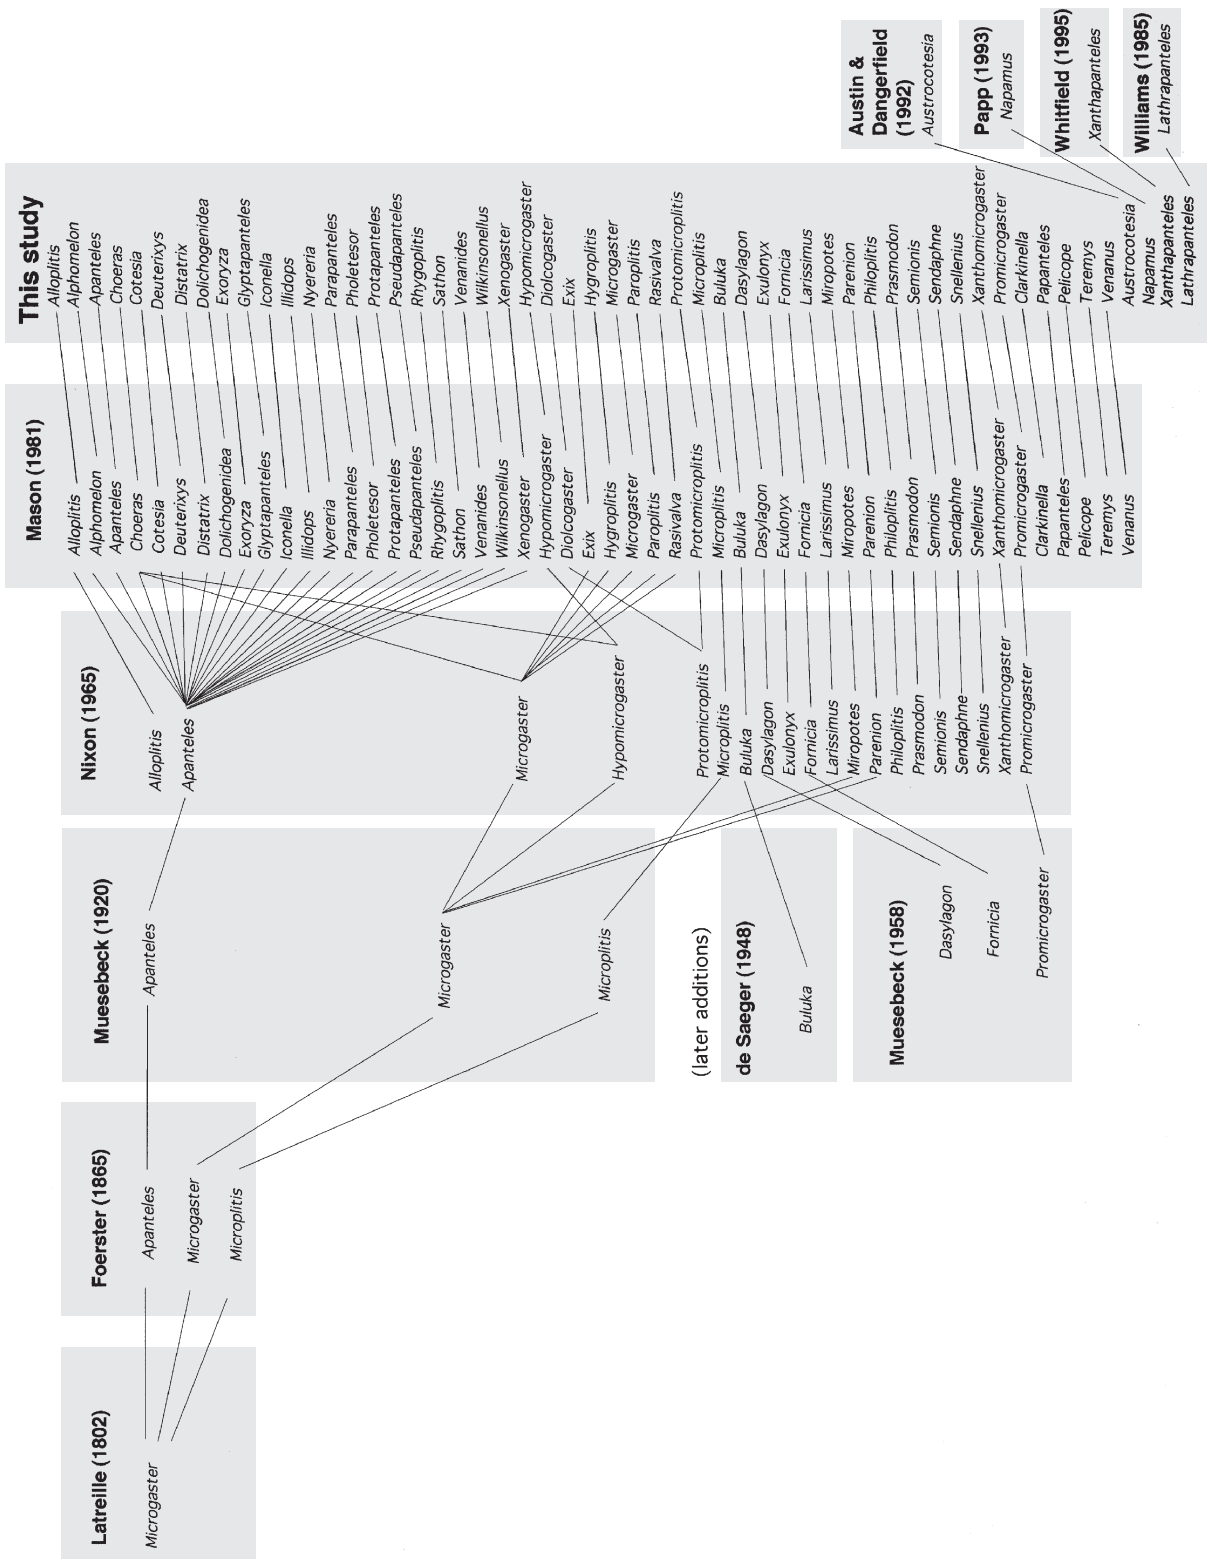 Latreille (1802)
Microgaster
Foerster (1865)
Apanteles
Microgaster
Microplitis
Muesebeck (1920)
Apanteles
Microgaster
Microplitis
(later additions)
de Saeger (1948)
Buluka
Muesebeck (1958)
Dasylagon
Fornicia
Promicrogaster
Nixon (1965)
Alloplitis
Apanteles
Microgaster
Hypomicrogaster
Protomicroplitis
Microplitis
Buluka
Dasylagon
Exulonyx
Fornicia
Larissimus
Miropotes
Parenion
Philoplitis
Prasmodon
Semionis
Sendaphne
Snellenius
Xanthomicrogaster
Promicrogaster
Mason (1981)
Alloplitis
Alphomelon
Apanteles
Choeras
Cotesia
Deuterixys
Distatrix
Dolichogenidea
Exoryza
Glyptapanteles
Iconella
Illidops
Nyereria
Parapanteles
Pholetesor
Protapanteles
Pseudapanteles
Rhygoplitis
Sathon
Venanides
Wilkinsonellus
Xenogaster
Hypomicrogaster
Diolcogaster
Exix
Hygroplitis
Microgaster
Paroplitis
Rasivalva
Protomicroplitis
Microplitis
Buluka
Dasylagon
Exulonyx
Fornicia
Larissimus
Miropotes
Parenion
Philoplitis
Prasmodon
Semionis
Sendaphne
Snellenius
Xanthomicrogaster
Promicrogaster
Clarkinella
Papanteles
Pelicope
Teremys
Venanus
This study
Alloplitis
Alphomelon
Apanteles
Choeras
Cotesia
Deuterixys
Distatrix
Dolichogenidea
Exoryza
Glyptapanteles
Iconella
Illidops
Nyereria
Parapanteles
Pholetesor
Protapanteles
Pseudapanteles
Rhygoplitis
Sathon
Venanides
Wilkinsonellus
Xenogaster
Hypomicrogaster
Diolcogaster
Exix
Hygroplitis
Microgaster
Paroplitis
Rasivalva
Protomicroplitis
Microplitis
Buluka
Dasylagon
Exulonyx
Fornicia
Larissimus
Miropotes
Parenion
Philoplitis
Prasmodon
Semionis
Sendaphne
Snellenius
Xanthomicrogaster
Promicrogaster
Clarkinella
Papanteles
Pelicope
Teremys
Venanus
Austrocotesia
Napamus
Xanthapanteles
Lathrapanteles
Austin &
Dangerfield
(1992)
Austrocotesia
Papp (1993)
Napamus
Whitfield (1995)
Xanthapanteles
Williams (1985)
Lathrapanteles